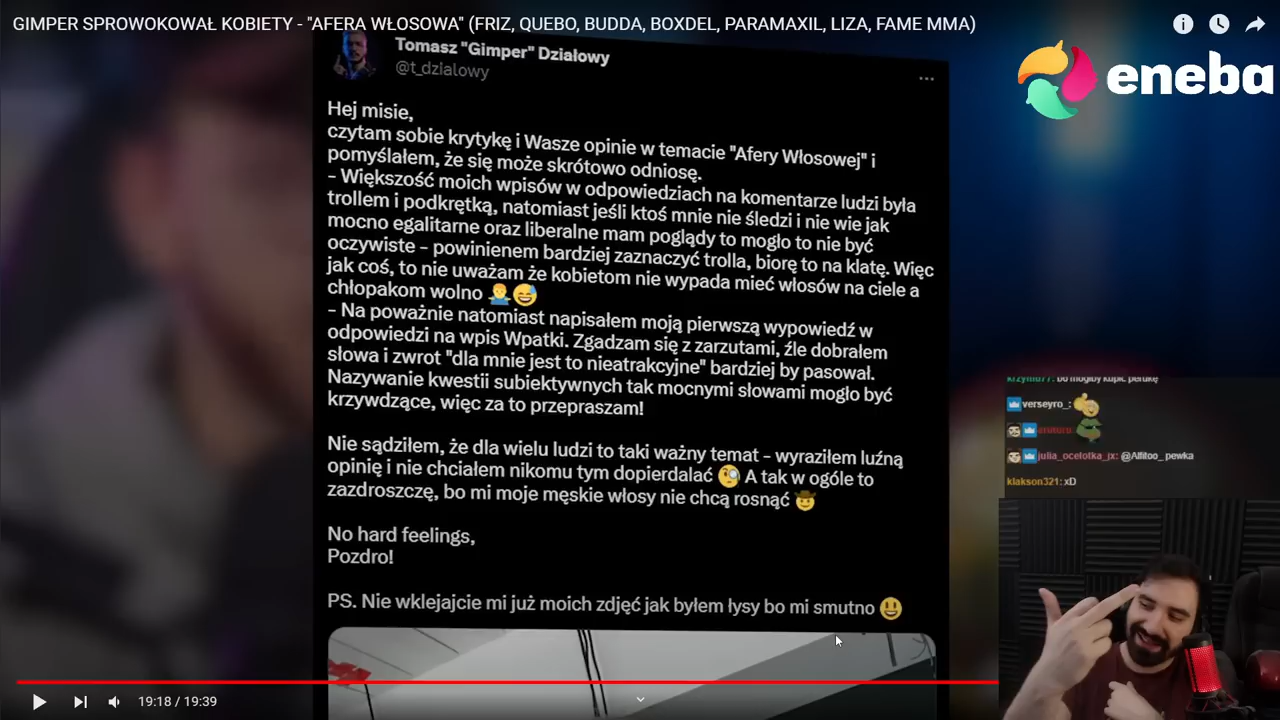 GIMPER SPROWOKOWAŁ KOBIETY - "AFERA WŁOSOWA" (FRIZ, QUEBO, BUDDA, BOXDEL, PARAMAXIL, LIZA, FAME MMA)
eneba
Tomasz "Gimper" Działowy
@t_dzialowy
Hej misie,
czytam sobie krytykę i Wasze opinie w temacie "Afery Włosowej" i
pomyślałem, że się może skrótowo odniosę.
- Większość moich wpisów w odpowiedziach na komentarze ludzi była
trollem i podkrętką, natomiast jeśli ktoś mnie nie śledzi i nie wie jak
mocno egalitarne oraz liberalne mam poglądy to mogło to nie być
oczywiste - powinienem bardziej zaznaczyć trolla, biorę to na klatę. Więc
jak coś, to nie uważam że kobietom nie wypada mieć włosów na ciele a
chłopakom wolno 🤷‍♂️😅
- Na poważnie natomiast napisałem moją pierwszą wypowiedź w
odpowiedzi na wpis Wpatki. Zgadzam się z zarzutami, źle dobrałem
słowa i zwrot "dla mnie jest to nieatrakcyjne" bardziej by pasował.
Nazywanie kwestii subiektywnych tak mocnymi słowami mogło być
krzywdzące, więc za to przepraszam!
Nie sądziłem, że dla wielu ludzi to taki ważny temat - wyraziłem luźną
opinię i nie chciałem nikomu tym dopierdalać 🧐 A tak w ogóle to
zazdroszczę, bo mi moje męskie włosy nie chcą rosnąć 🤠
No hard feelings,
Pozdro!
PS. Nie wklejajcie mi już moich zdjęć jak byłem łysy bo mi smutno 😃
bo mógłby kupić perukę
verseyro_:
julia_ocelotka_jx: @Alfitoo_pewka
klakson321: xD
19:18 / 19:39